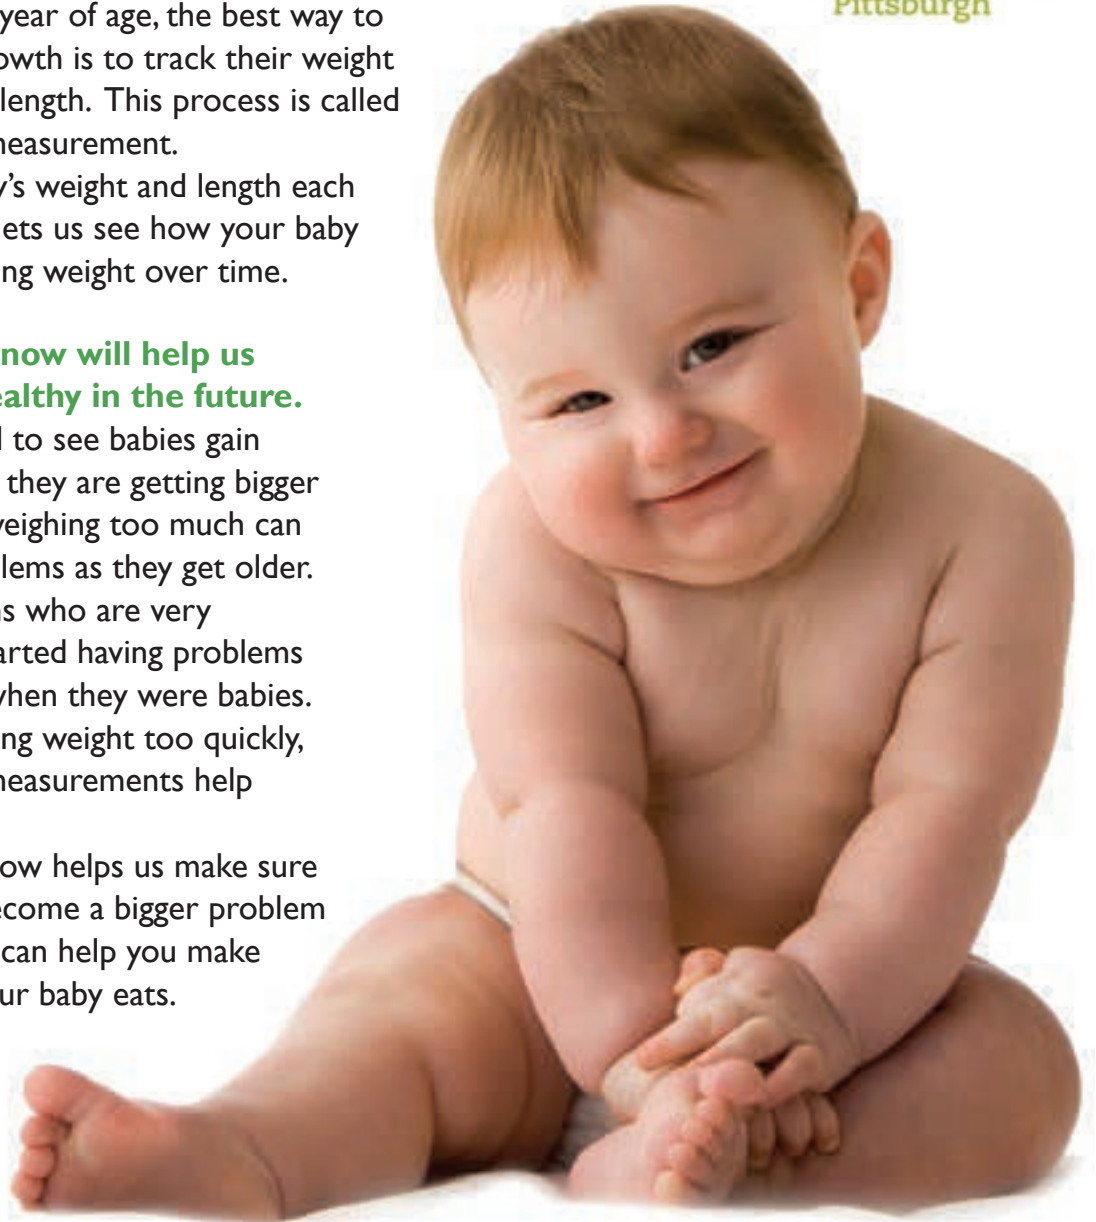 Pittsburgh
year of age, the best way to
owth is to track their weight
length. This process is called
neasurement.
y’s weight and length each
ets us see how your baby
ng weight over time.
now will help us
ealthy in the future.
l to see babies gain
they are getting bigger
weighing too much can
lems as they get older.
ns who are very
arted having problems
when they were babies.
ng weight too quickly,
neasurements help
ow helps us make sure
ecome a bigger problem
can help you make
ur baby eats.